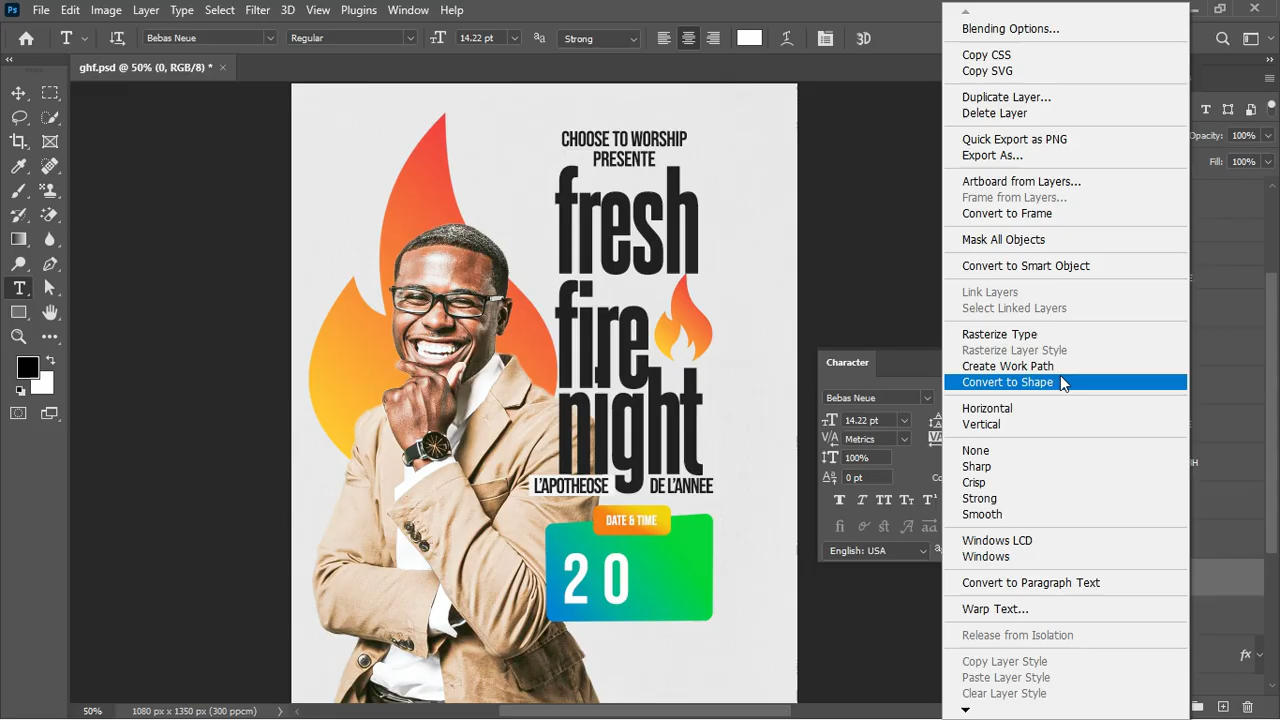 Ps File Edit Image Layer Type Select Filter 3D View Plugins Window Help
T T Bebas Neue Regular 14.22 pt Strong 3D
ghf.psd @ 50% (0, RGB/8) *
CHOOSE TO WORSHIP
PRESENTE
fresh
fire
night
L'APOTHEOSE DE L'ANNEE
DATE & TIME
2 0
Character
Bebas Neue
14.22 pt
Metrics
100%
0 pt
English: USA
Blending Options...
Copy CSS
Copy SVG
Duplicate Layer...
Delete Layer
Quick Export as PNG
Export As...
Artboard from Layers...
Frame from Layers...
Convert to Frame
Mask All Objects
Convert to Smart Object
Link Layers
Select Linked Layers
Rasterize Type
Rasterize Layer Style
Create Work Path
Convert to Shape
Horizontal
Vertical
None
Sharp
Crisp
Strong
Smooth
Windows LCD
Windows
Convert to Paragraph Text
Warp Text...
Release from Isolation
Copy Layer Style
Paste Layer Style
Clear Layer Style
Opacity: 100%
Fill: 100%
fx
50% 1080 px x 1350 px (300 ppcm)